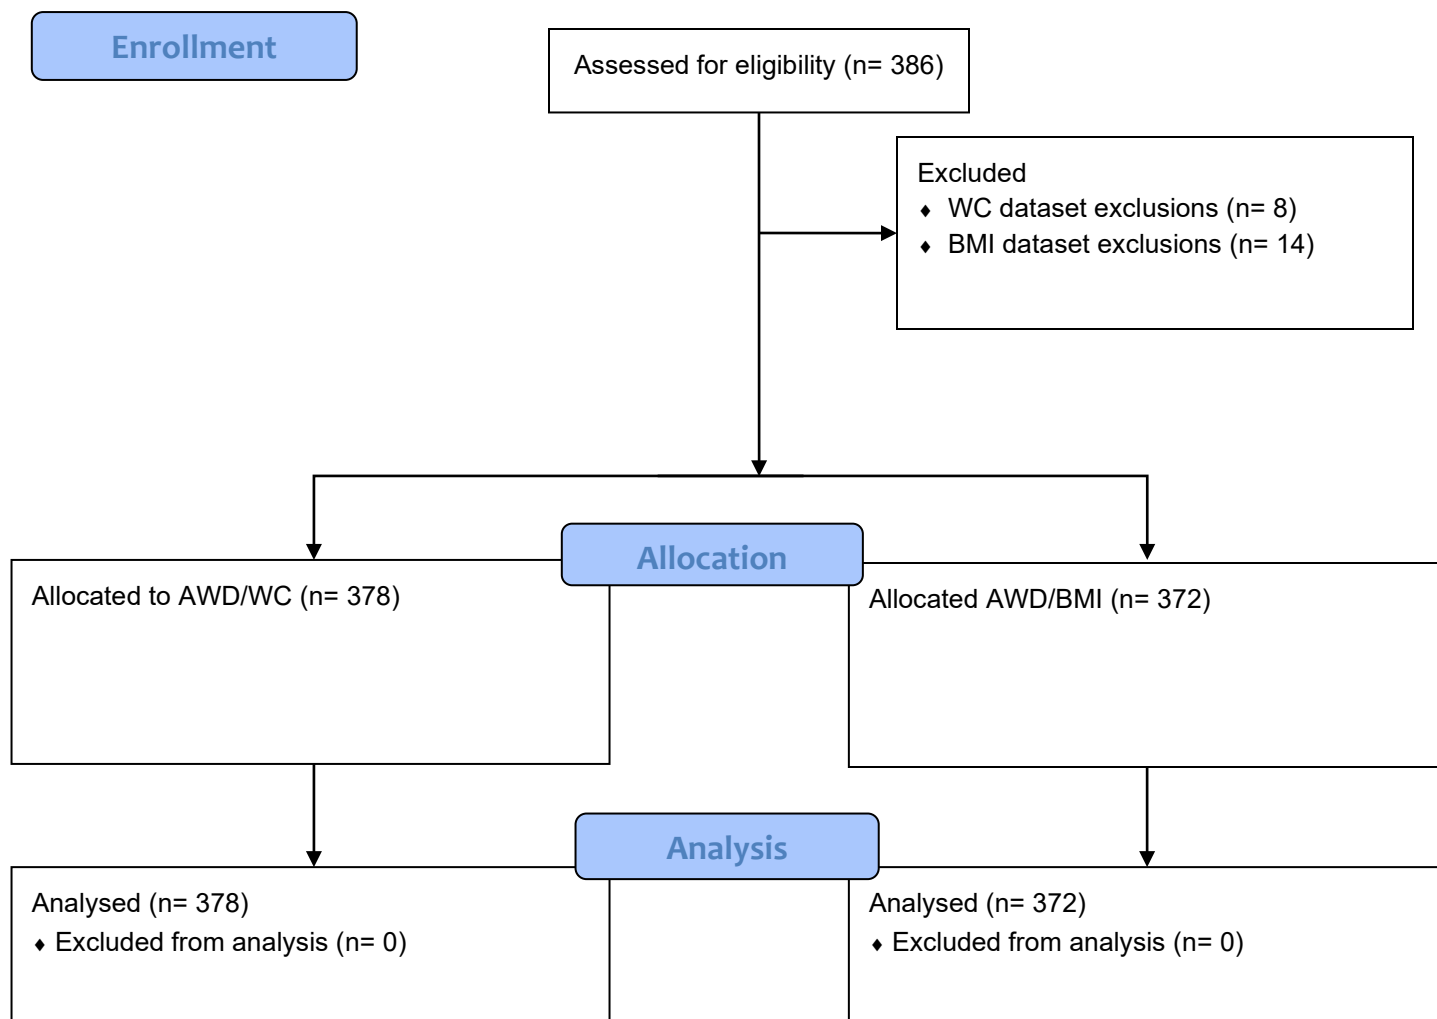 Enrollment
Assessed for eligibility (n= 386)
Excluded
♦ WC dataset exclusions (n= 8)
♦ BMI dataset exclusions (n= 14)
Allocation
Allocated to AWD/WC (n= 378)
Allocated AWD/BMI (n= 372)
Analysis
Analysed (n= 378)
♦ Excluded from analysis (n= 0)
Analysed (n= 372)
♦ Excluded from analysis (n= 0)